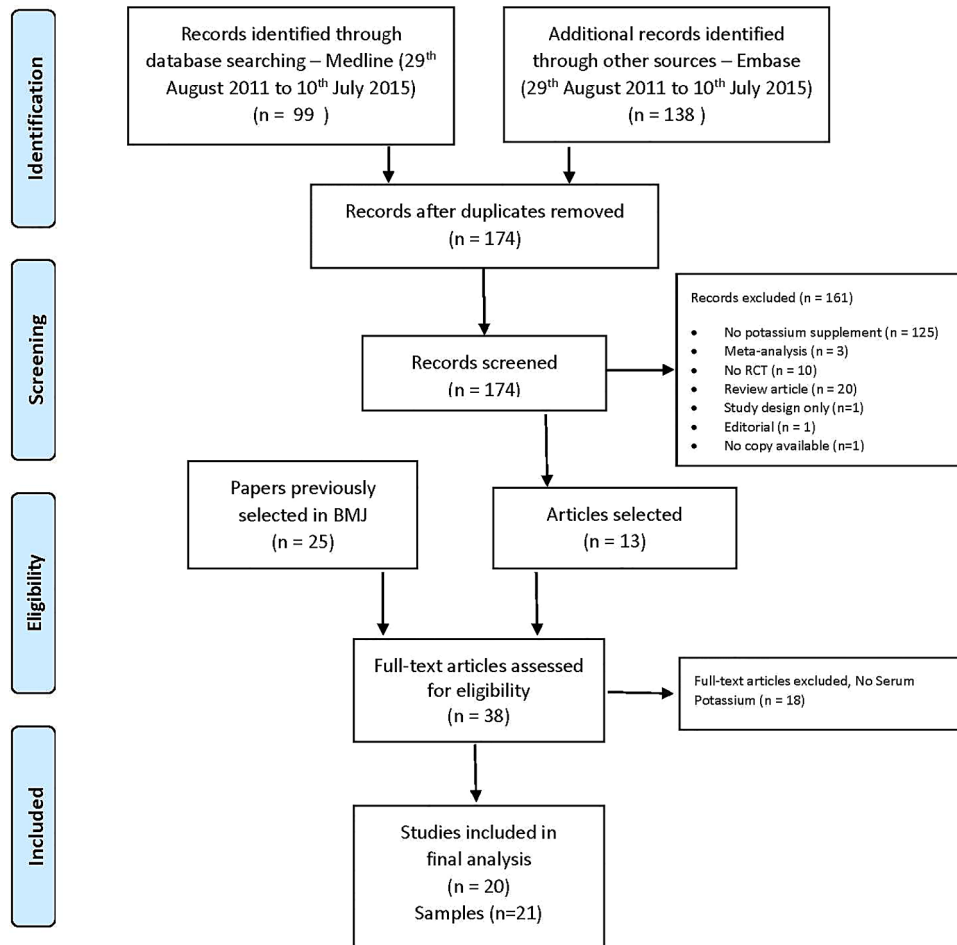 Identification
Records identified through
database searching – Medline (29th
August 2011 to 10th July 2015)
(n = 99 )
Additional records identified
through other sources – Embase
(29th August 2011 to 10th July 2015)
(n = 138 )
Records after duplicates removed
(n = 174)
Screening
Records screened
(n = 174)
Records excluded (n = 161)
• No potassium supplement (n = 125)
• Meta-analysis (n = 3)
• No RCT (n = 10)
• Review article (n = 20)
• Study design only (n=1)
• Editorial (n = 1)
• No copy available (n=1)
Eligibility
Papers previously
selected in BMJ
(n = 25)
Articles selected
(n = 13)
Full-text articles assessed
for eligibility
(n = 38)
Full-text articles excluded, No Serum
Potassium (n = 18)
Included
Studies included in
final analysis
(n = 20)
Samples (n=21)